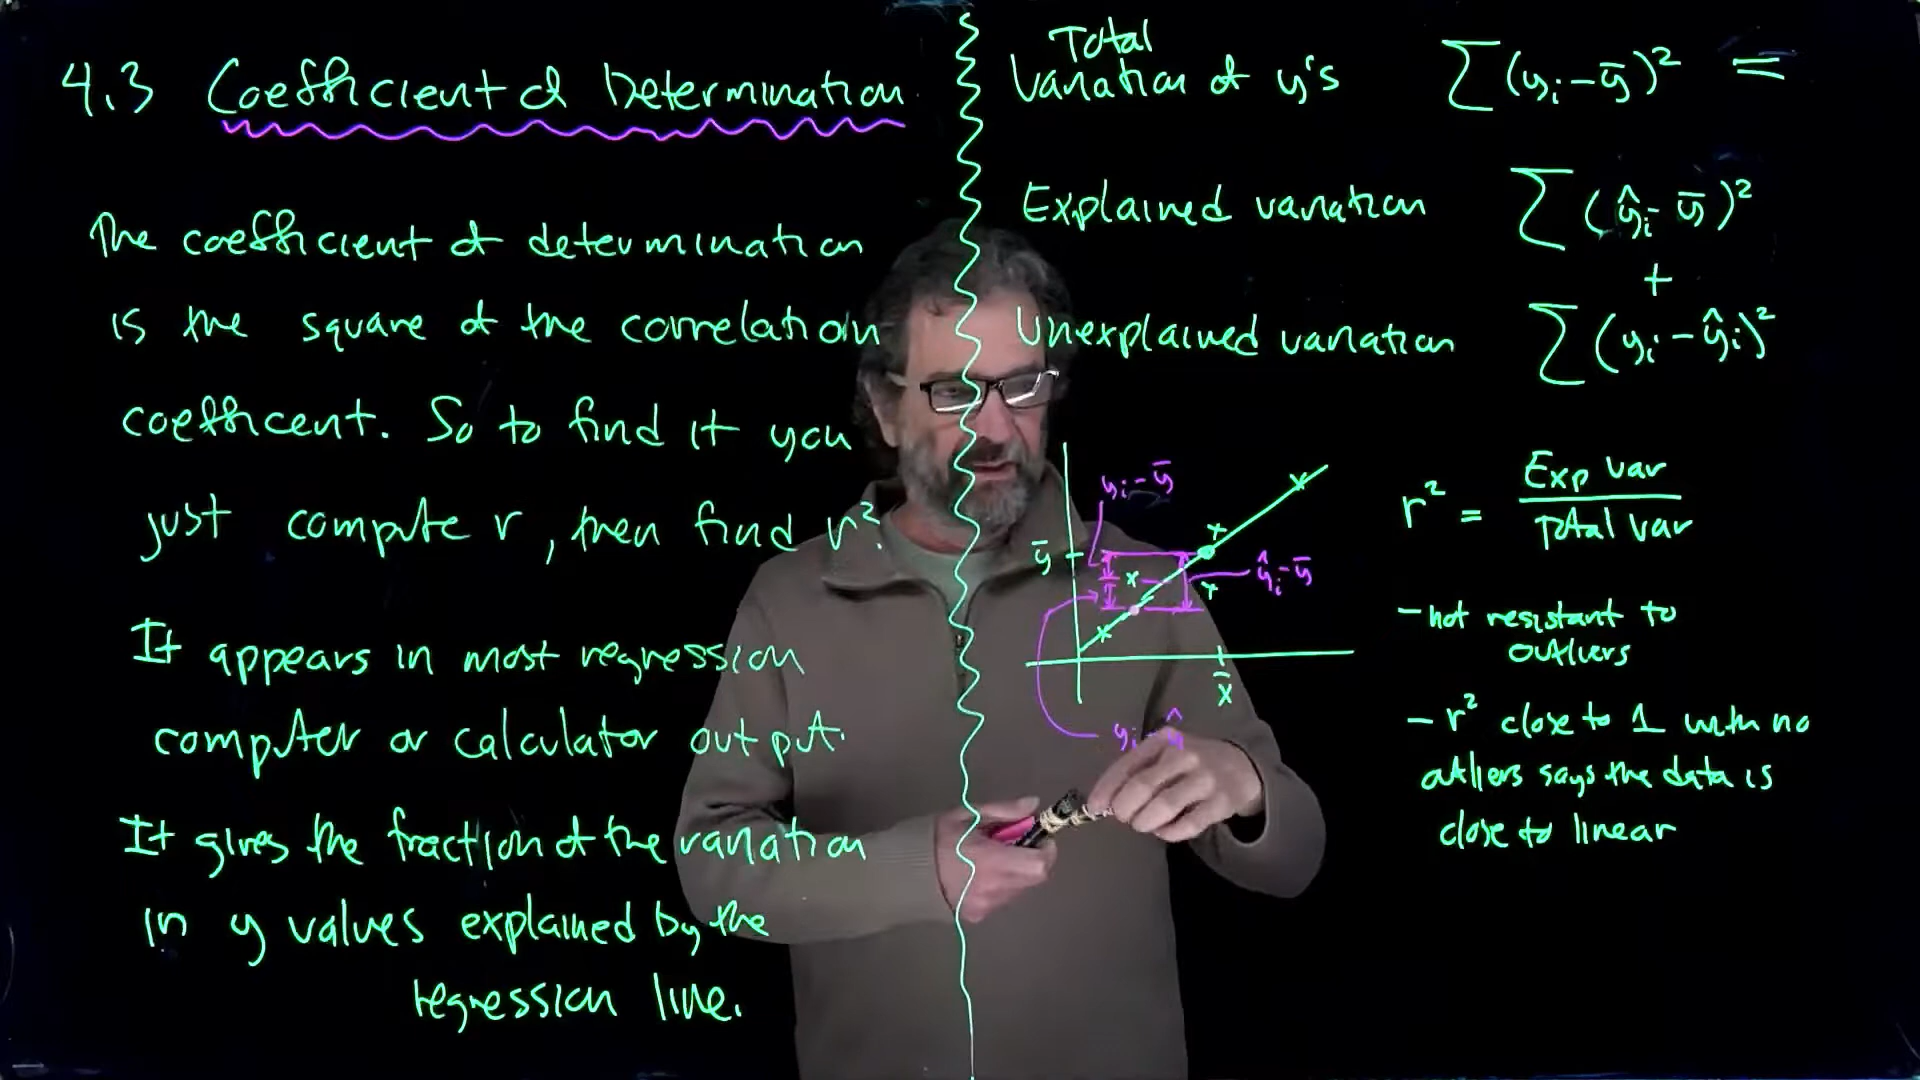 4.3 Coefficient of Determination
The coefficient of determination
is the square of the correlation
coefficent. So to find it you
just compute r, then find r².
It appears in most regression
computer or calculator output.
It gives the fraction of the variation
in y values explained by the
regression line.
Total
Variation of y's Σ(yᵢ-ȳ)² =
Explained variation Σ(ŷᵢ-ȳ)²
+
Unexplained variation Σ(yᵢ-ŷᵢ)²
yᵢ-ȳ
ȳ
ŷᵢ-ȳ
x̄
yᵢ-ŷ
r² = Exp var
Total var
- not resistant to
outliers
- r² close to 1 with no
outliers says the data is
close to linear